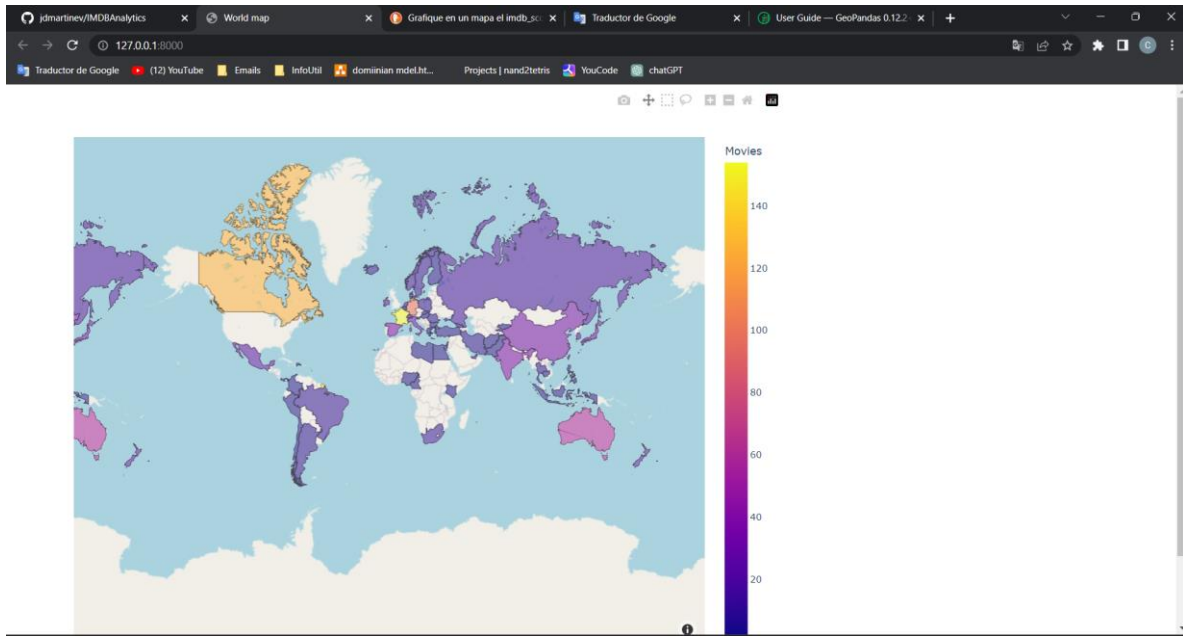 jdmartinev/IMDBAnalytics
World map
Grafique en un mapa el imdb_sc
Traductor de Google
User Guide — GeoPandas 0.12.2
127.0.0.1:8000
Traductor de Google
(12) YouTube
Emails
InfoUtil
domiinian mdel.ht...
Projects | nand2tetris
YouCode
chatGPT
C
Movies
140
120
100
80
60
40
20